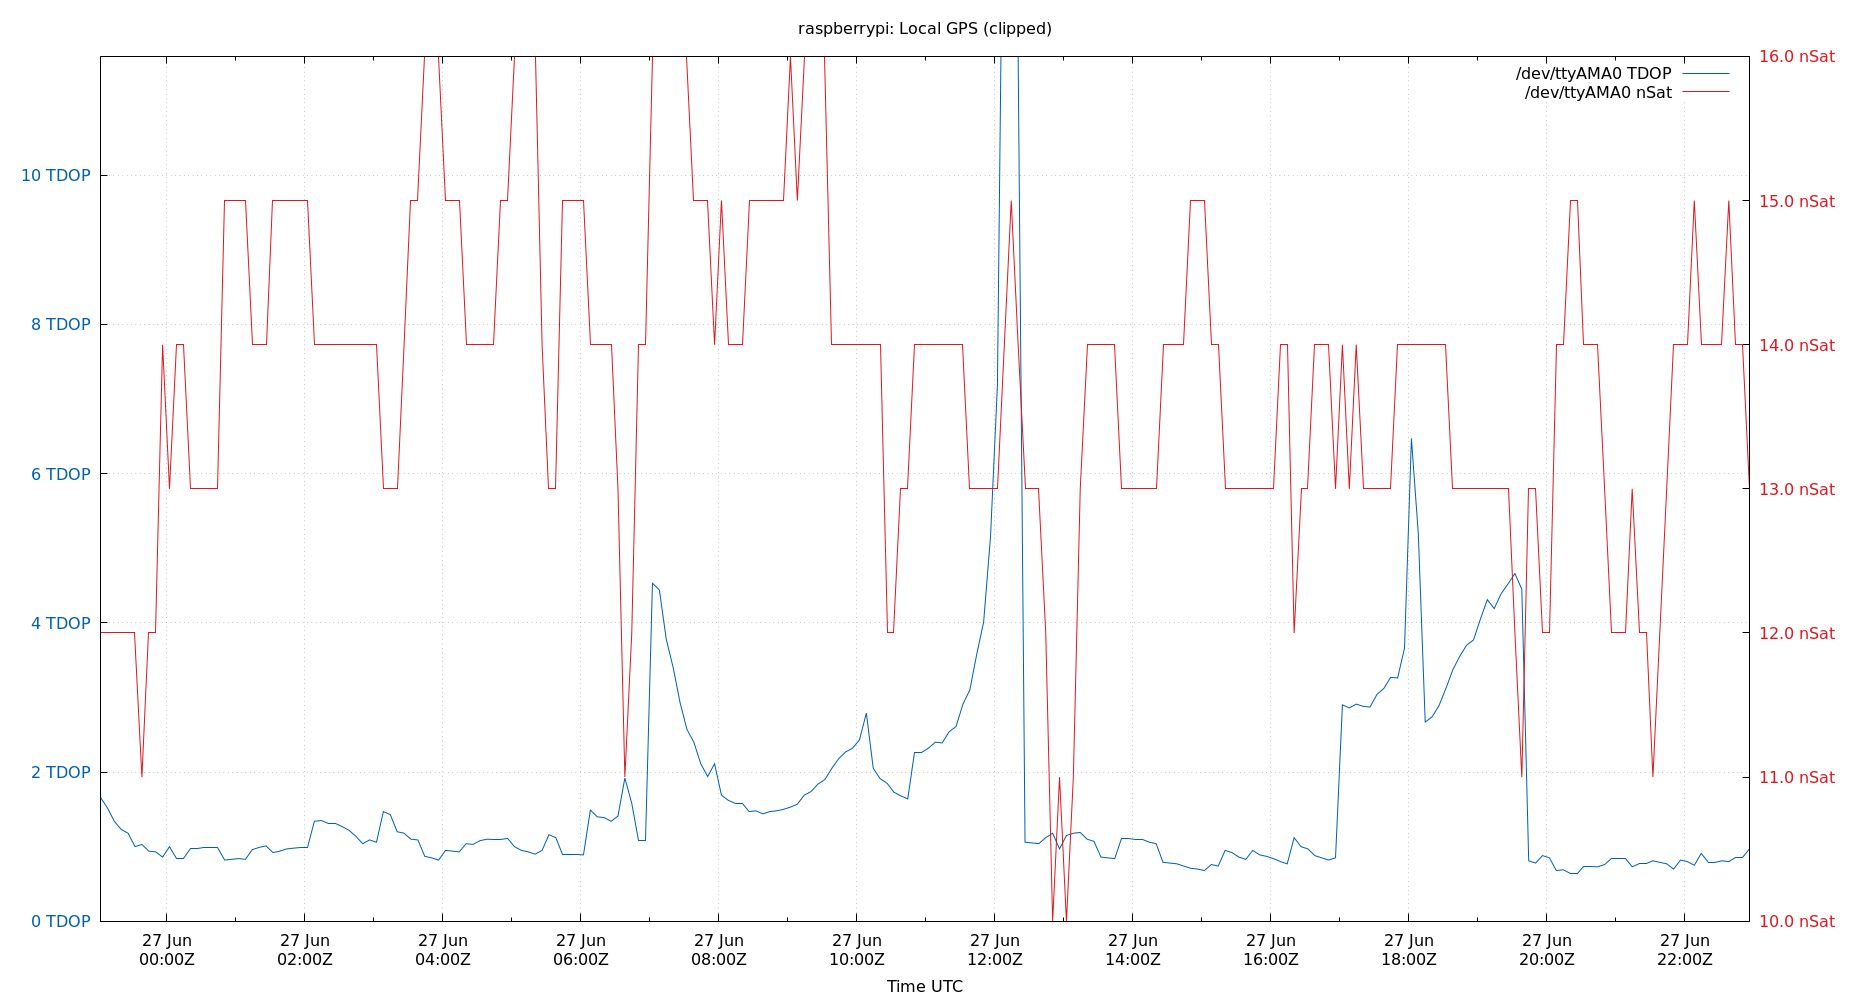 raspberrypi: Local GPS (clipped)
/dev/ttyAMA0 TDOP
/dev/ttyAMA0 nSat
10 TDOP
8 TDOP
6 TDOP
4 TDOP
2 TDOP
0 TDOP
16.0 nSat
15.0 nSat
14.0 nSat
13.0 nSat
12.0 nSat
11.0 nSat
10.0 nSat
27 Jun
00:00Z
27 Jun
02:00Z
27 Jun
04:00Z
27 Jun
06:00Z
27 Jun
08:00Z
27 Jun
10:00Z
27 Jun
12:00Z
27 Jun
14:00Z
27 Jun
16:00Z
27 Jun
18:00Z
27 Jun
20:00Z
27 Jun
22:00Z
Time UTC